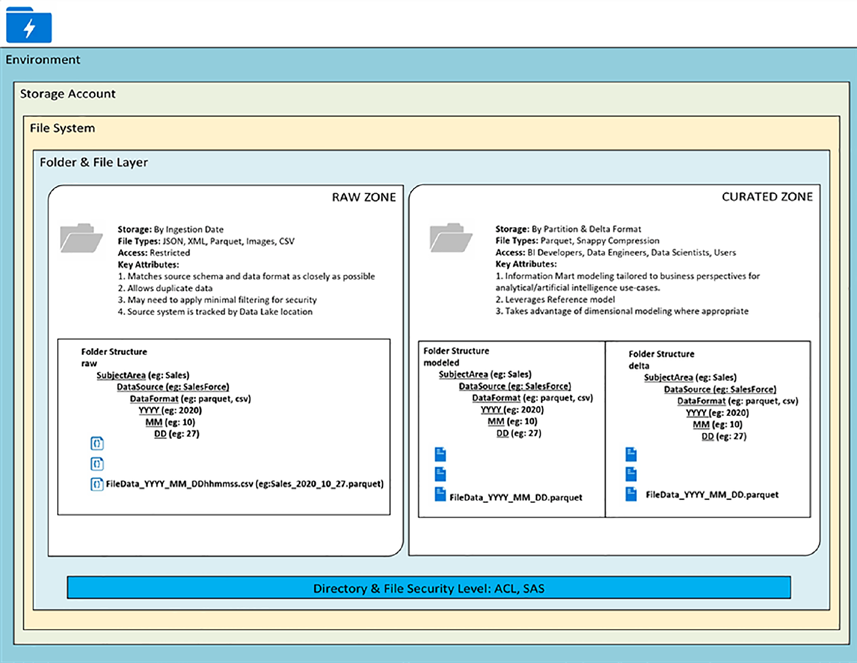 Environment
Storage Account
File System
Folder & File Layer
RAW ZONE
Storage: By Ingestion Date
File Types: JSON, XML, Parquet, Images, CSV
Access: Restricted
Key Attributes:
1. Matches source schema and data format as closely as possible
2. Allows duplicate data
3. May need to apply minimal filtering for security
4. Source system is tracked by Data Lake location
Folder Structure
raw
SubjectArea (eg: Sales)
DataSource (eg: SalesForce)
DataFormat (eg: parquet, csv)
YYYY (eg: 2020)
MM (eg: 10)
DD (eg: 27)
FileData_YYYY_MM_DDhhmmss.csv (eg:Sales_2020_10_27.parquet)
CURATED ZONE
Storage: By Partition & Delta Format
File Types: Parquet, Snappy Compression
Access: BI Developers, Data Engineers, Data Scientists, Users
Key Attributes:
1. Information Mart modeling tailored to business perspectives for
analytical/artificial intelligence use-cases.
2. Leverages Reference model
3. Takes advantage of dimensional modeling where appropriate
Folder Structure
modeled
SubjectArea (eg: Sales)
DataSource (eg: SalesForce)
DataFormat (eg: parquet, csv)
YYYY (eg: 2020)
MM (eg: 10)
DD (eg: 27)
FileData_YYYY_MM_DD.parquet
Folder Structure
delta
SubjectArea (eg: Sales)
DataSource (eg: SalesForce)
DataFormat (eg: parquet, csv)
YYYY (eg: 2020)
MM (eg: 10)
DD (eg: 27)
FileData_YYYY_MM_DD.parquet
Directory & File Security Level: ACL, SAS